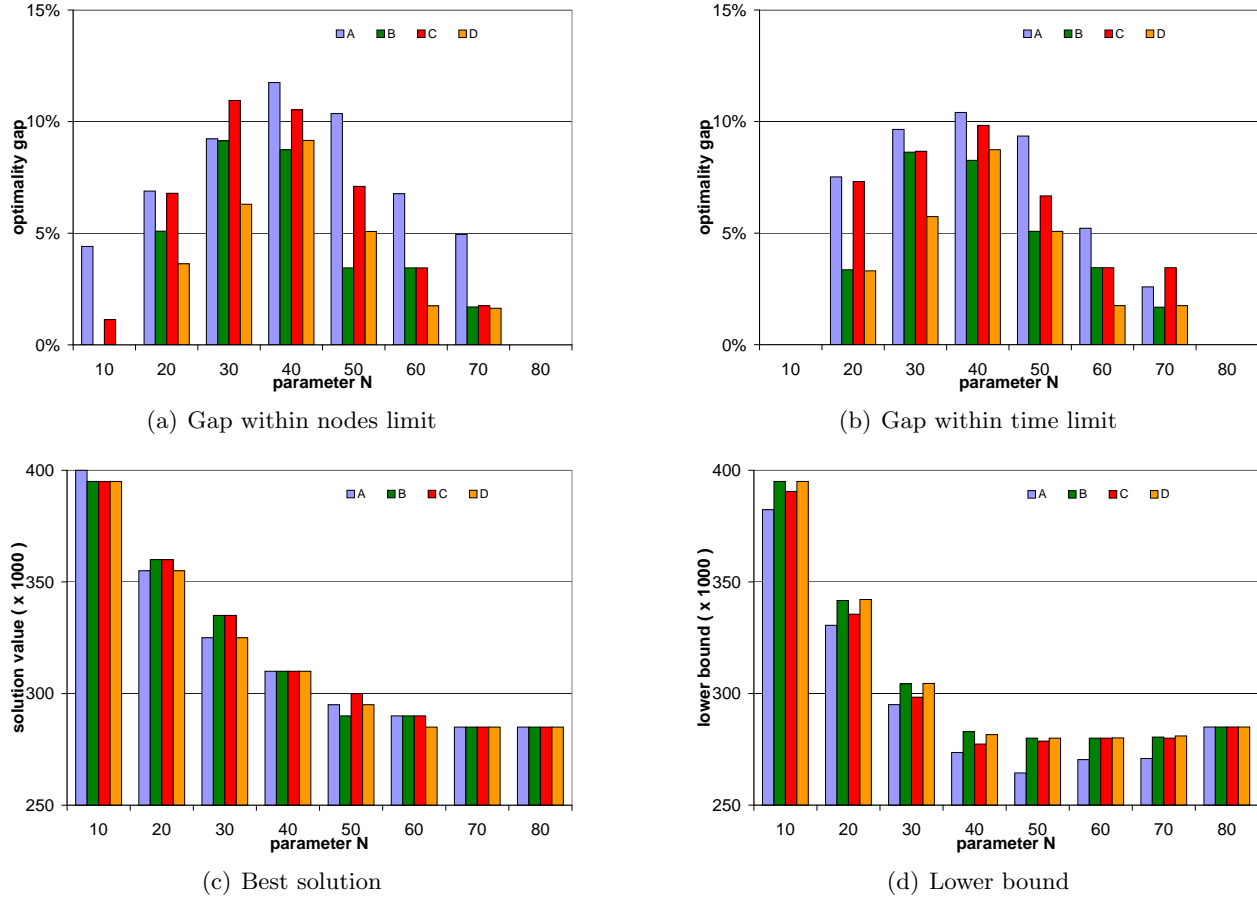 15%
A B C D
10%
optimality gap
5%
0%
10 20 30 40 50 60 70 80
parameter N
(a) Gap within nodes limit
15%
A B C D
10%
optimality gap
5%
0%
10 20 30 40 50 60 70 80
parameter N
(b) Gap within time limit
400
A B C D
350
solution value ( x 1000 )
300
250
10 20 30 40 50 60 70 80
parameter N
(c) Best solution
400
A B C D
350
lower bound ( x 1000 )
300
250
10 20 30 40 50 60 70 80
parameter N
(d) Lower bound